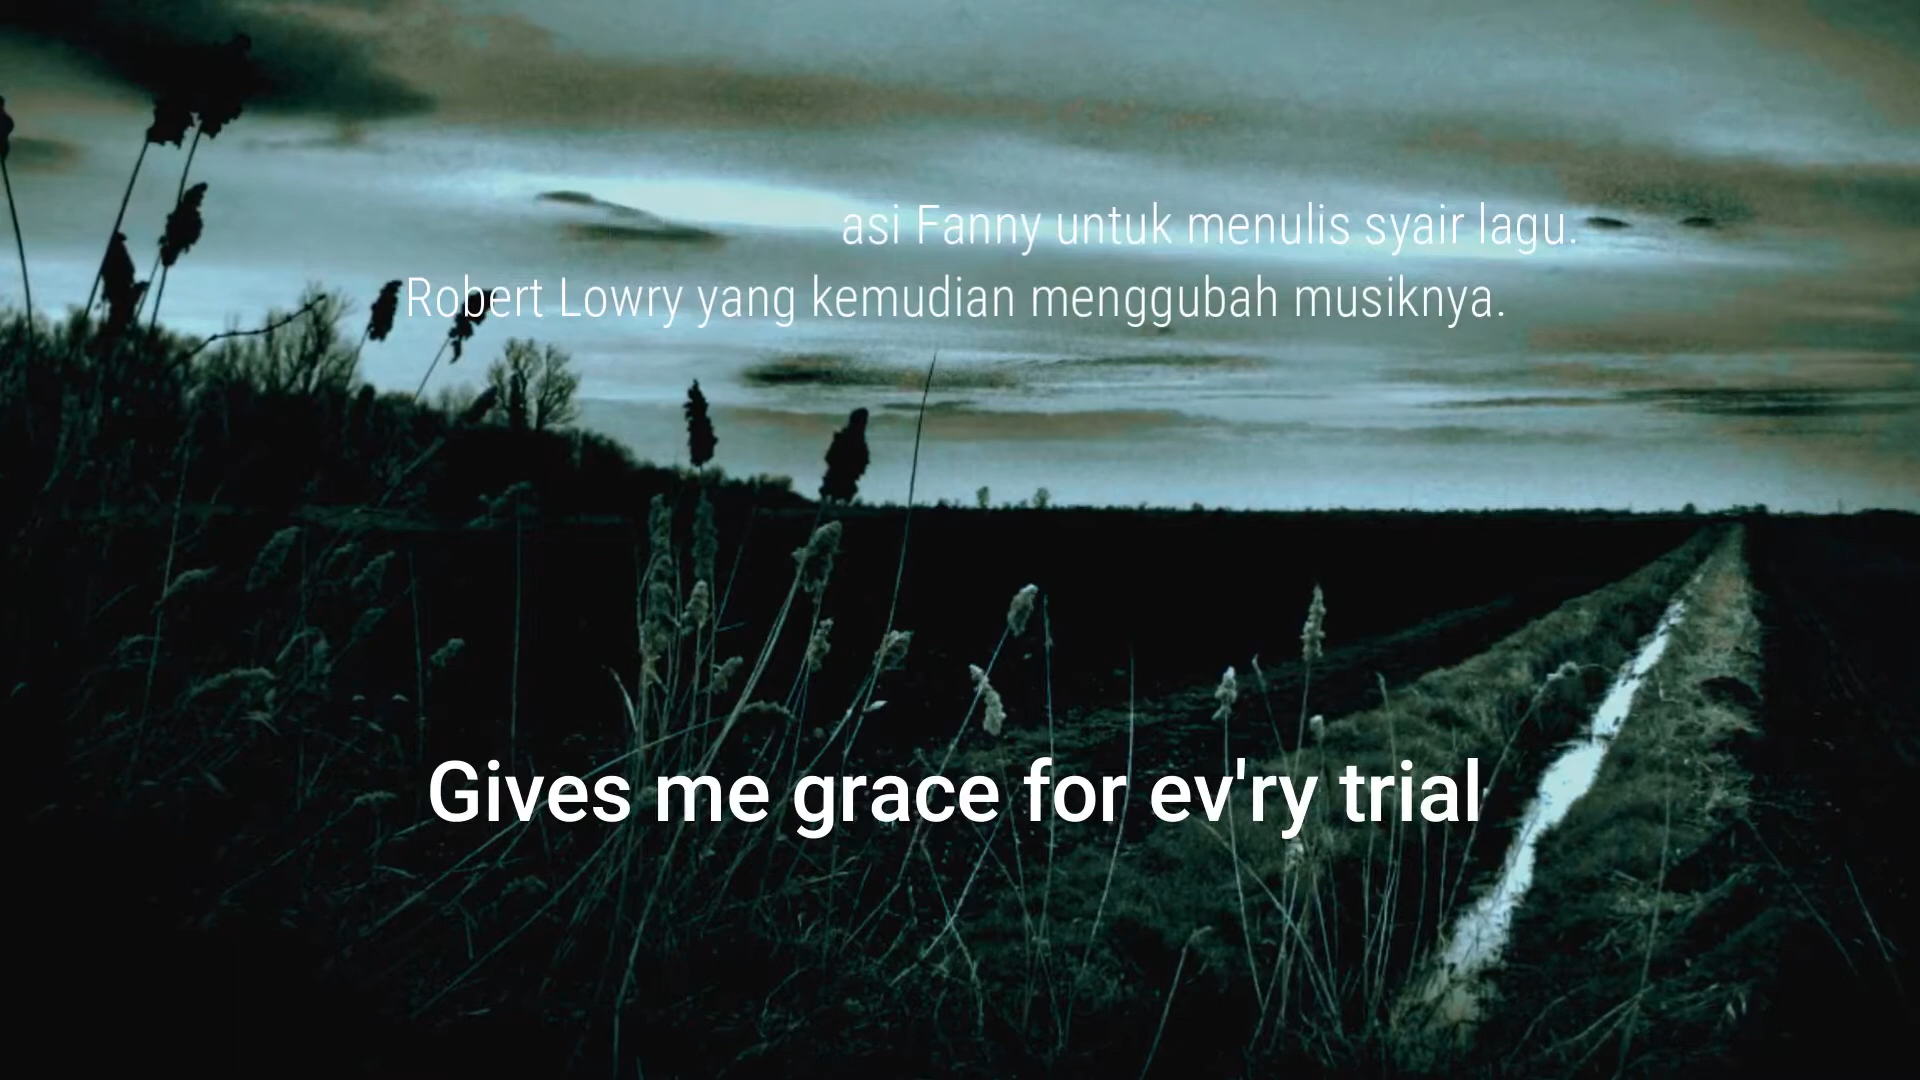 asi Fanny untuk menulis syair lagu.
Robert Lowry yang kemudian menggubah musiknya.
Gives me grace for ev'ry trial